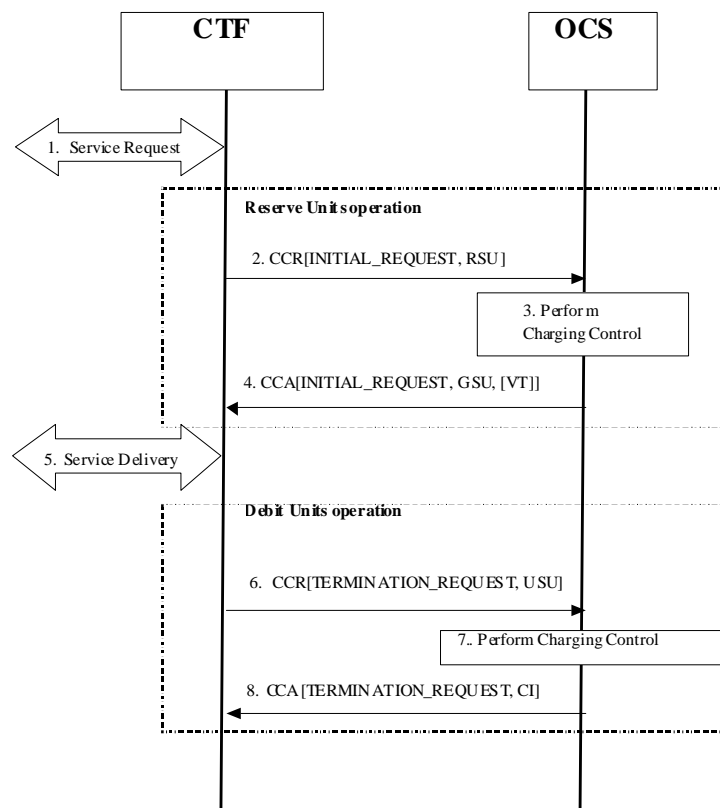 CTF
OCS
1. Service Request
Reserve Units operation
2. CCR[INITIAL_REQUEST, RSU]
3. Perform
Charging Control
4. CCA[INITIAL_REQUEST, GSU, [VT]]
5. Service Delivery
Debit Units operation
6. CCR[TERMINATION_REQUEST, USU]
7.. Perform Charging Control
8. CCA[TERMINATION_REQUEST, CI]